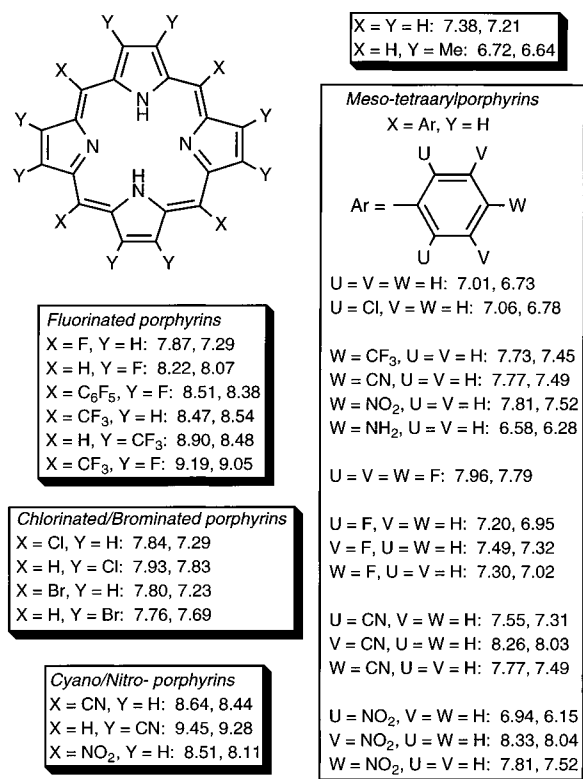 Y Y
X X
Y Y
N
H
N N
H
N
Y Y
X X
Y Y
X = Y = H: 7.38, 7.21
X = H, Y = Me: 6.72, 6.64
Meso-tetraarylporphyrins
X = Ar, Y = H
U V
Ar = W
U V
U = V = W = H: 7.01, 6.73
U = Cl, V = W = H: 7.06, 6.78
W = CF₃, U = V = H: 7.73, 7.45
W = CN, U = V = H: 7.77, 7.49
W = NO₂, U = V = H: 7.81, 7.52
W = NH₂, U = V = H: 6.58, 6.28
U = V = W = F: 7.96, 7.79
U = F, V = W = H: 7.20, 6.95
V = F, U = W = H: 7.49, 7.32
W = F, U = V = H: 7.30, 7.02
U = CN, V = W = H: 7.55, 7.31
V = CN, U = W = H: 8.26, 8.03
W = CN, U = V = H: 7.77, 7.49
U = NO₂, V = W = H: 6.94, 6.15
V = NO₂, U = W = H: 8.33, 8.04
W = NO₂, U = V = H: 7.81, 7.52
Fluorinated porphyrins
X = F, Y = H: 7.87, 7.29
X = H, Y = F: 8.22, 8.07
X = C₆F₅, Y = F: 8.51, 8.38
X = CF₃, Y = H: 8.47, 8.54
X = H, Y = CF₃: 8.90, 8.48
X = CF₃, Y = F: 9.19, 9.05
Chlorinated/Brominated porphyrins
X = Cl, Y = H: 7.84, 7.29
X = H, Y = Cl: 7.93, 7.83
X = Br, Y = H: 7.80, 7.23
X = H, Y = Br: 7.76, 7.69
Cyano/Nitro- porphyrins
X = CN, Y = H: 8.64, 8.44
X = H, Y = CN: 9.45, 9.28
X = NO₂, Y = H: 8.51, 8.11